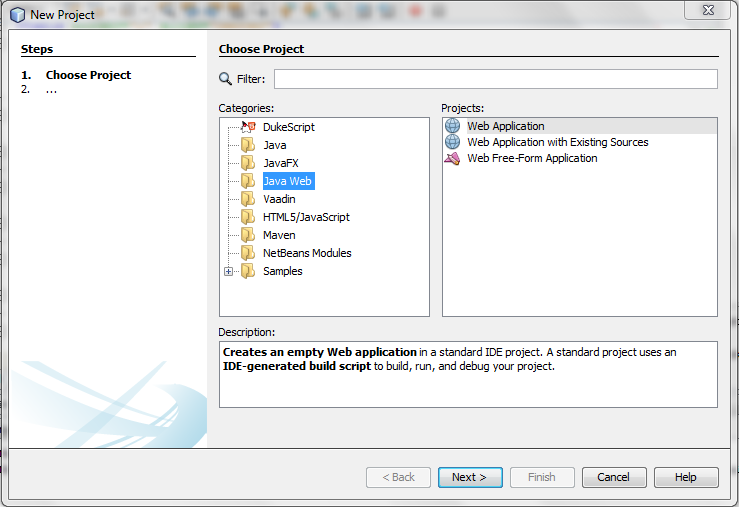 New Project
Steps
1. Choose Project
2. ...
Choose Project
Filter:
Categories:
DukeScript
Java
JavaFX
Java Web
Vaadin
HTML5/JavaScript
Maven
NetBeans Modules
Samples
Projects:
Web Application
Web Application with Existing Sources
Web Free-Form Application
Description:
Creates an empty Web application in a standard IDE project. A standard project uses an
IDE-generated build script to build, run, and debug your project.
< Back
Next >
Finish
Cancel
Help